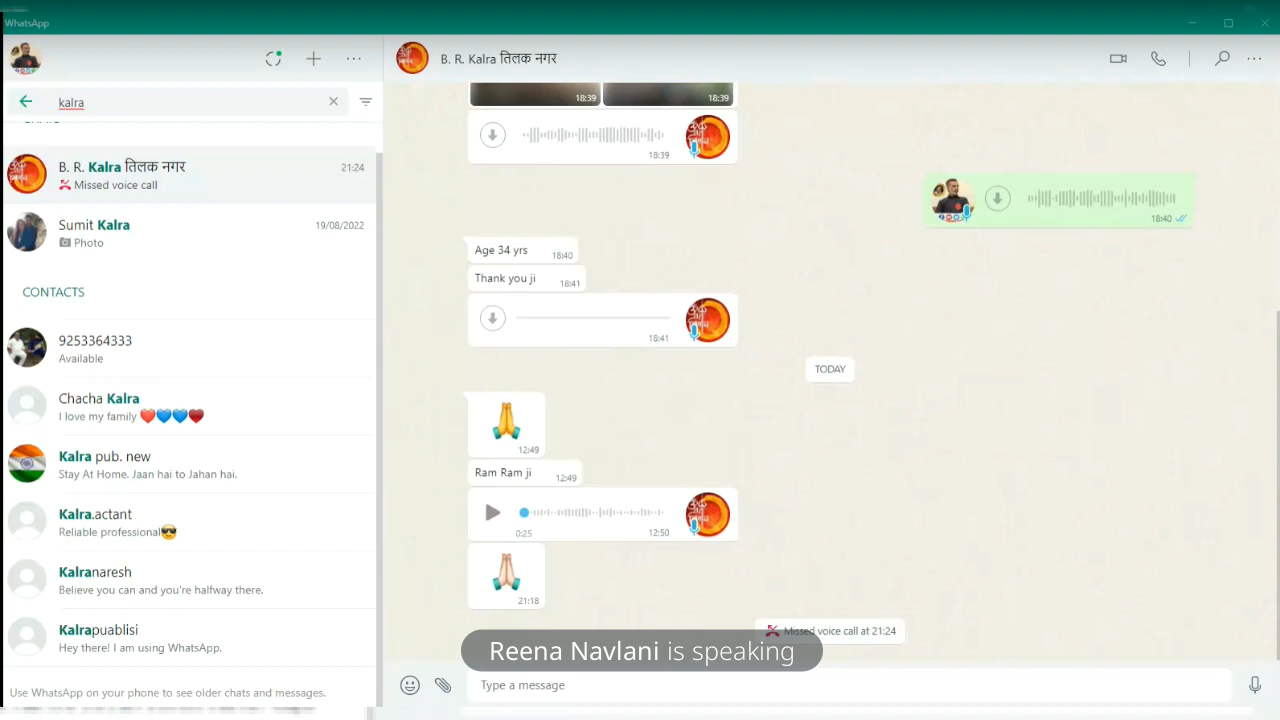 WhatsApp
kalra
B. R. Kalra तिलक नगर
21:24
Missed voice call
Sumit Kalra
19/08/2022
Photo
CONTACTS
9253364333
Available
Chacha Kalra
I love my family ❤️💙💙❤️
Kalra pub. new
Stay At Home. Jaan hai to Jahan hai.
Kalra.actant
Reliable professional😎
Kalranaresh
Believe you can and you're halfway there.
Kalrapuablisi
Hey there! I am using WhatsApp.
Use WhatsApp on your phone to see older chats and messages.
B. R. Kalra तिलक नगर
18:39
18:39
18:39
18:40
Age 34 yrs
18:40
Thank you ji
18:41
18:41
TODAY
12:49
Ram Ram ji
12:49
0:25
12:50
21:18
Missed voice call at 21:24
Reena Navlani is speaking
Type a message